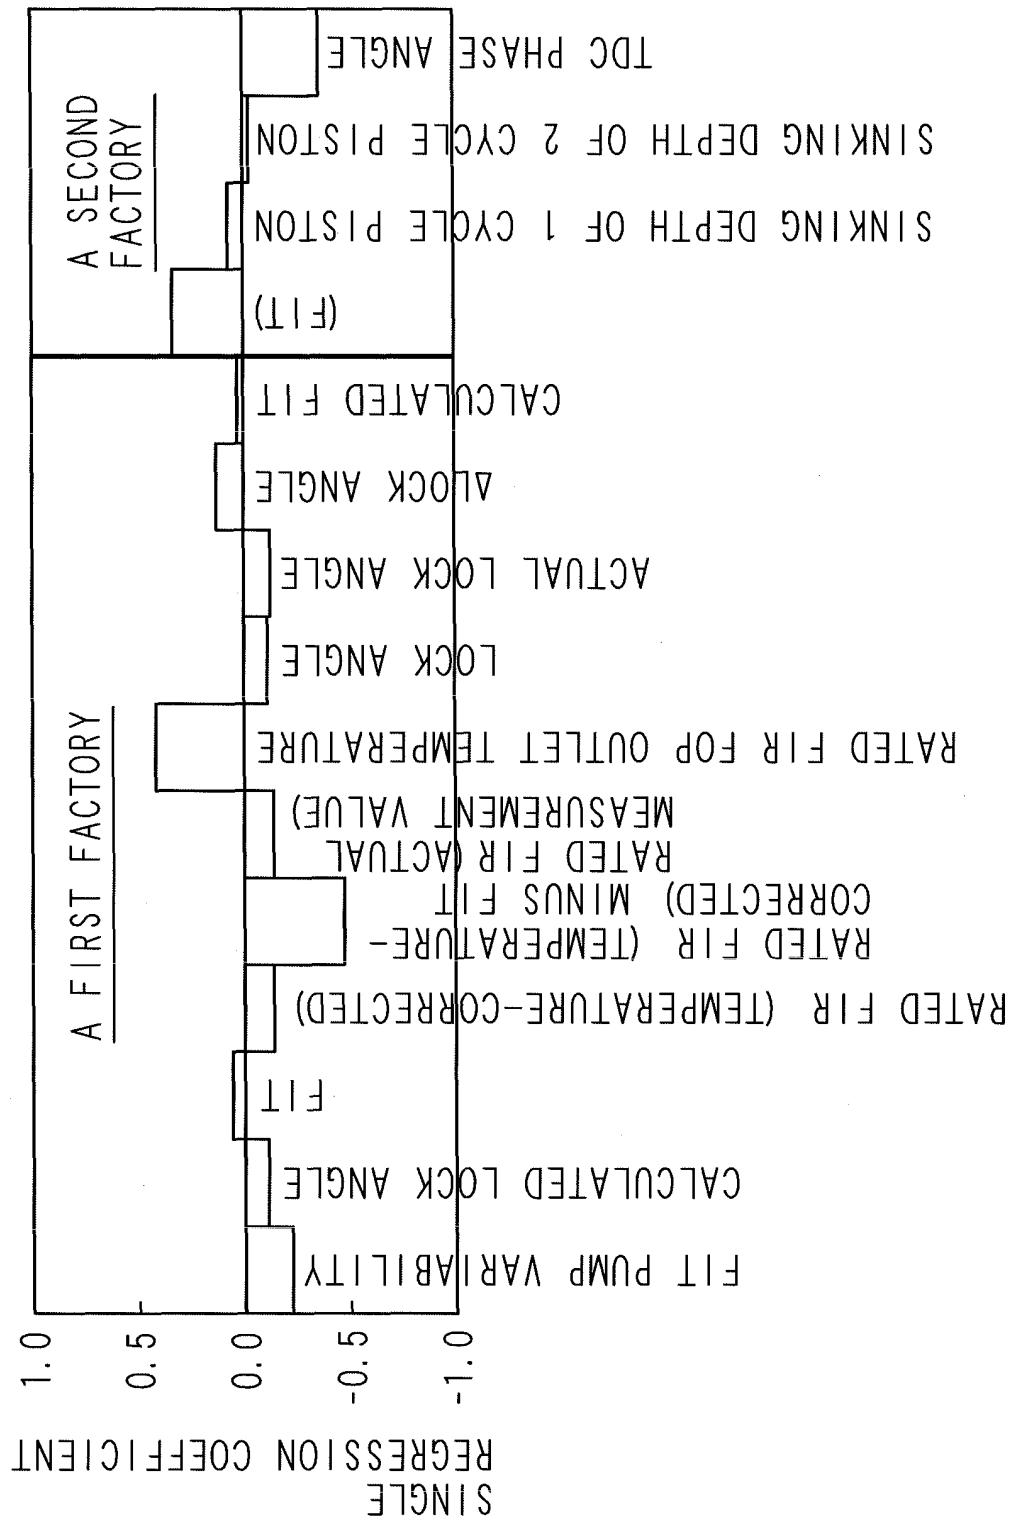 SINGLE
REGRESSION COEFFICIENT
1.0
0.5
0.0
-0.5
-1.0
A FIRST FACTORY
A SECOND
FACTORY
FIT PUMP VARIABILITY
CALCULATED LOCK ANGLE
FIT
RATED FIR (TEMPERATURE-CORRECTED)
RATED FIR (TEMPERATURE-
CORRECTED) MINUS FIT
RATED FIR (ACTUAL
MEASUREMENT VALUE)
RATED FIR FOP OUTLET TEMPERATURE
LOCK ANGLE
ACTUAL LOCK ANGLE
∆LOCK ANGLE
CALCULATED FIT
(FIT)
SINKING DEPTH OF 1 CYCLE PISTON
SINKING DEPTH OF 2 CYCLE PISTON
TDC PHASE
ANGLE